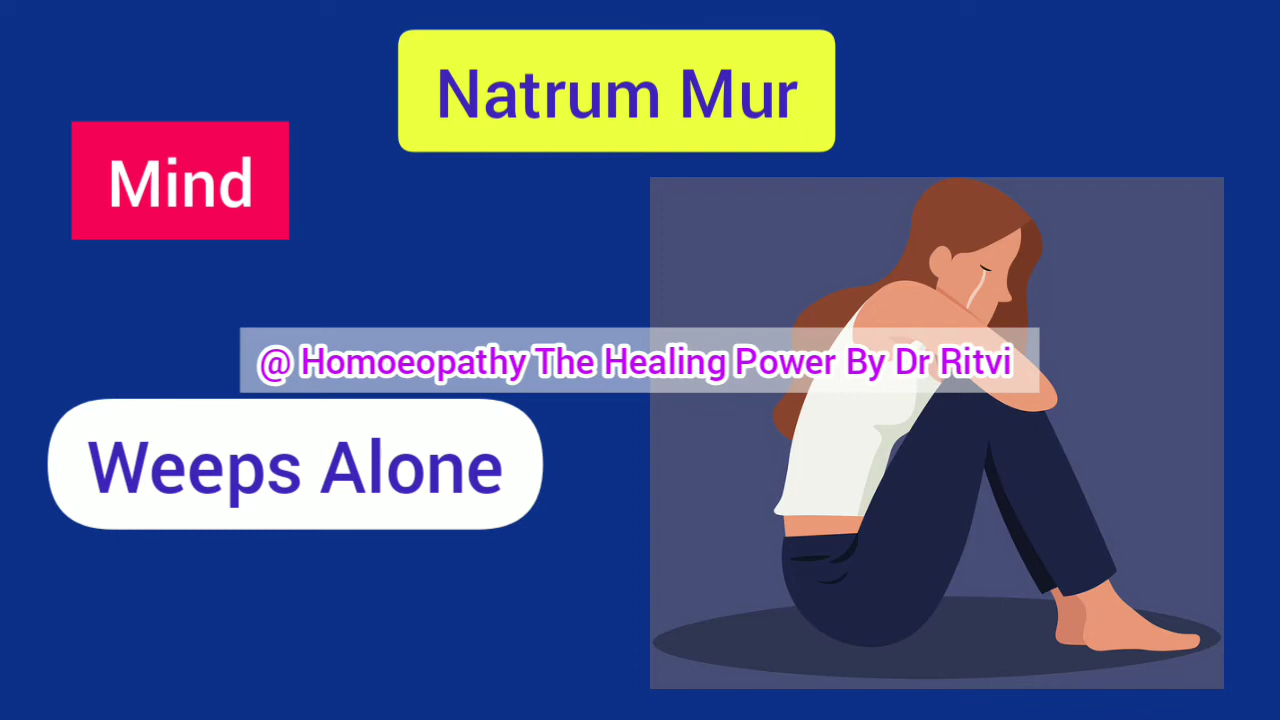 Natrum Mur
Mind
@ Homoeopathy The Healing Power By Dr Ritvi
Weeps Alone